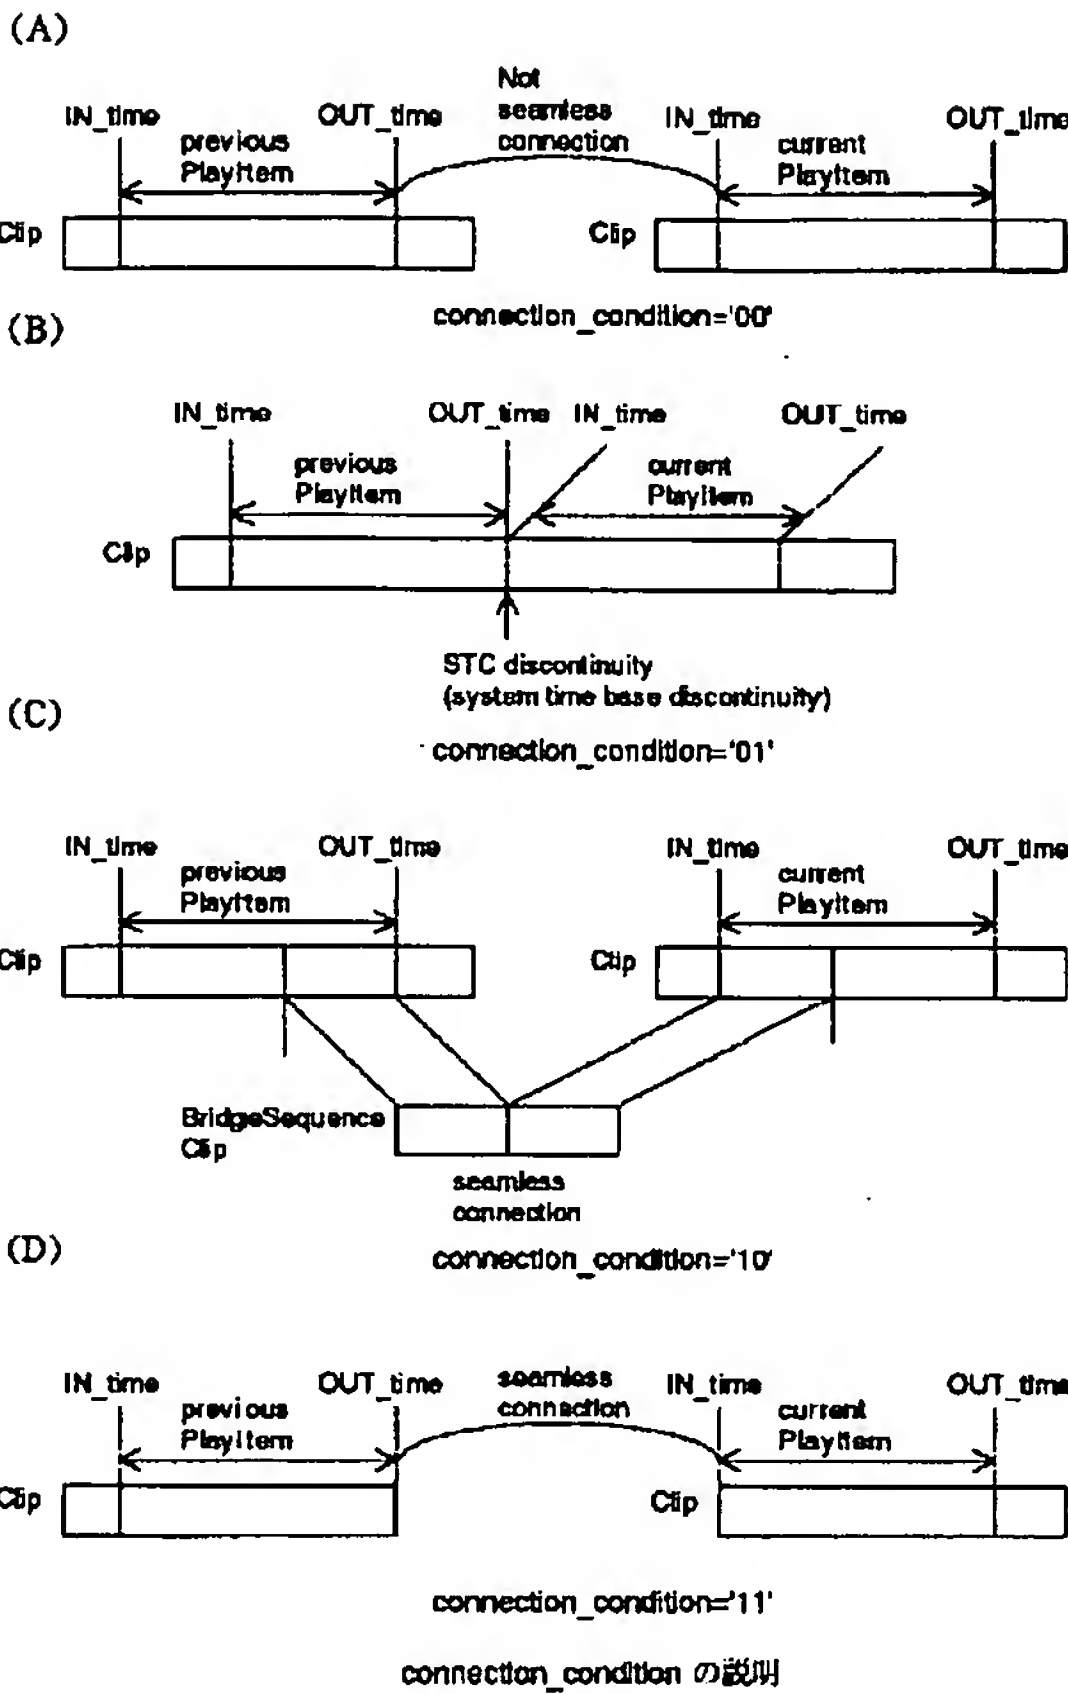 (A)
Not
seamless
connection
IN_time
OUT_time
IN_time
OUT_time
previous
PlayItem
current
PlayItem
Clip
Clip
connection_condition='00'
(B)
IN_time
OUT_time
IN_time
OUT_time
previous
PlayItem
current
PlayItem
Clip
STC discontinuity
(system time base discontinuity)
(C)
connection_condition='01'
IN_time
OUT_time
IN_time
OUT_time
previous
PlayItem
current
PlayItem
Clip
Clip
BridgeSequence
Clip
seamless
connection
(D)
connection_condition='10'
IN_time
OUT_time
seamless
connection
IN_time
OUT_time
previous
PlayItem
current
PlayItem
Clip
Clip
connection_condition='11'
connection_condition の説明